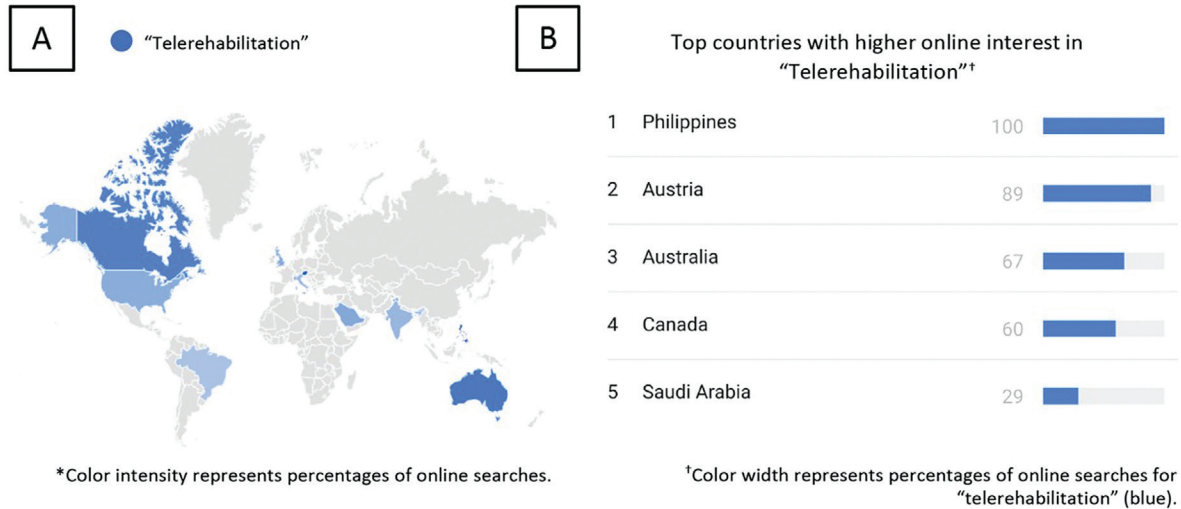 A
“Telerehabilitation”
*Color intensity represents percentages of online searches.
B
Top countries with higher online interest in
“Telerehabilitation”†
1 Philippines 100
2 Austria 89
3 Australia 67
4 Canada 60
5 Saudi Arabia 29
†Color width represents percentages of online searches for
“telerehabilitation” (blue).